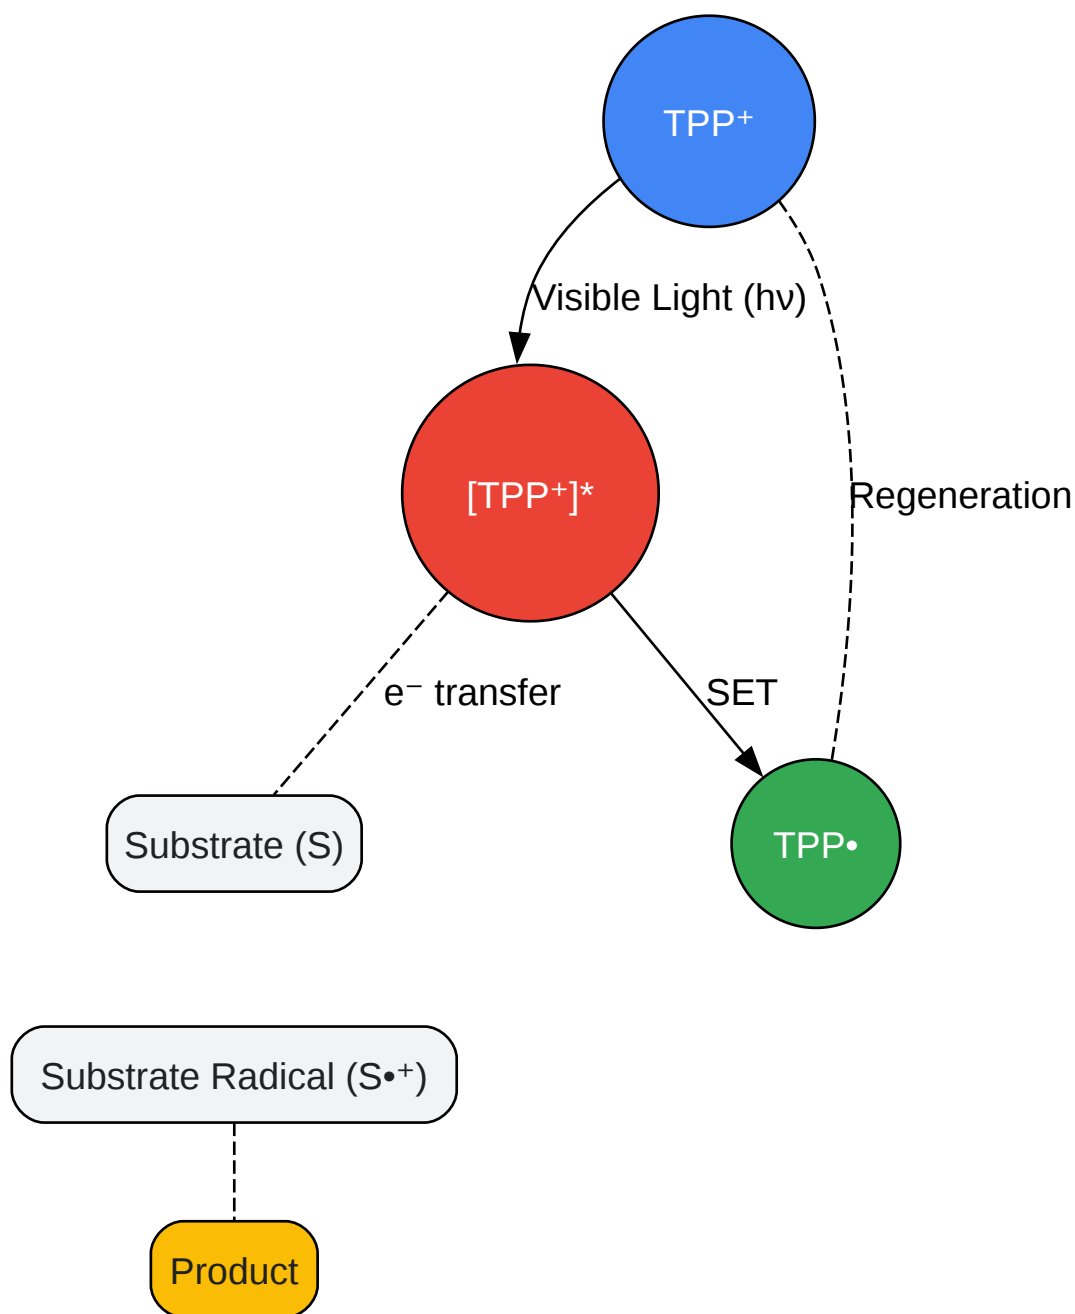 TPP⁺
Visible Light (hν)
[TPP⁺]*
Regeneration
e⁻ transfer
SET
Substrate (S)
TPP•
Substrate Radical (S•⁺)
Product